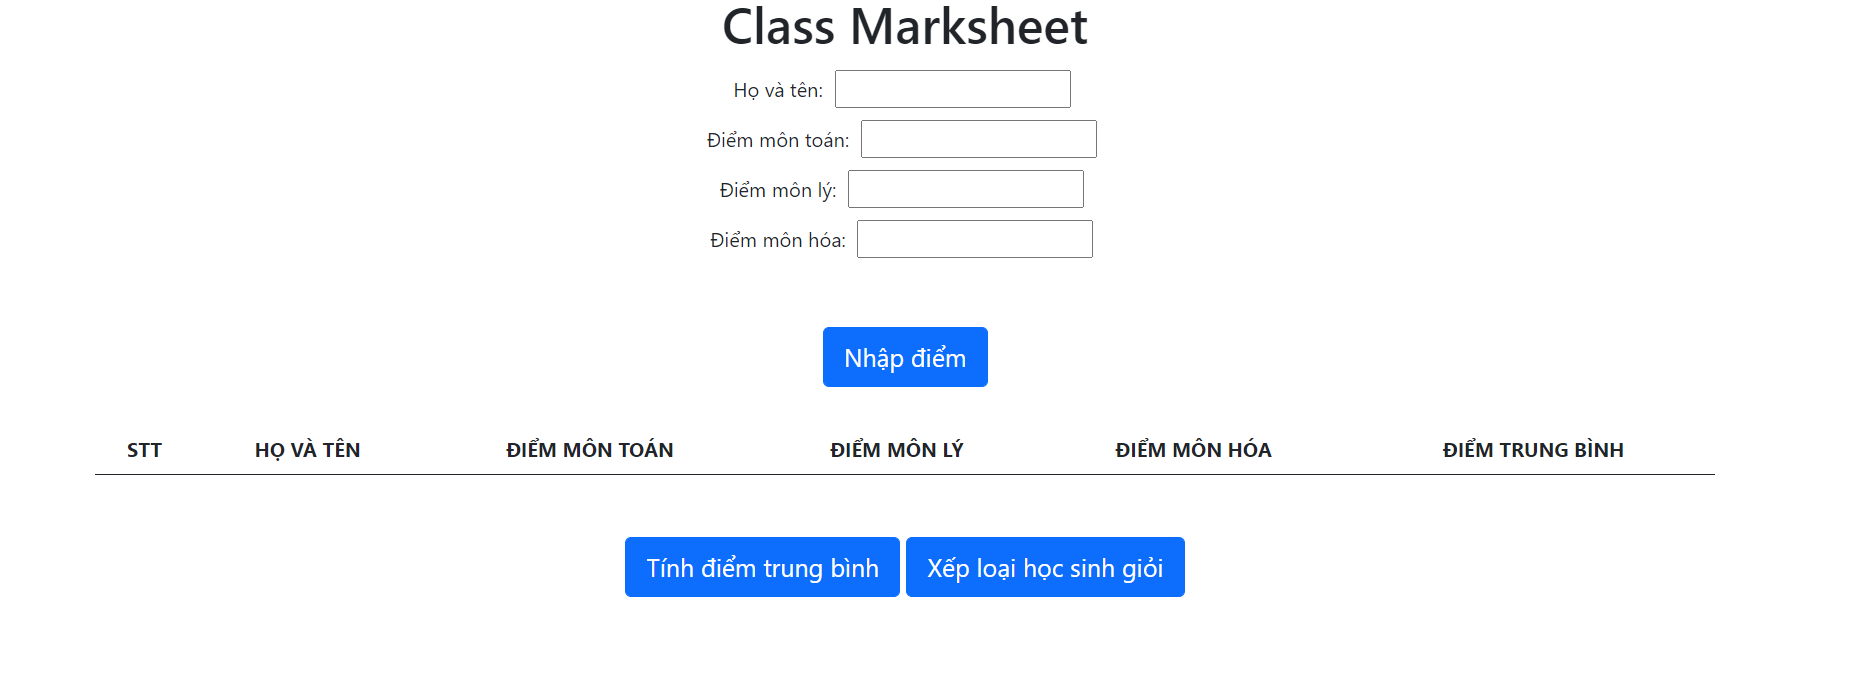 Class Marksheet
Họ và tên:
Điểm môn toán:
Điểm môn lý:
Điểm môn hóa:
Nhập điểm
STT HỌ VÀ TÊN ĐIỂM MÔN TOÁN ĐIỂM MÔN LÝ ĐIỂM MÔN HÓA ĐIỂM TRUNG BÌNH
Tính điểm trung bình Xếp loại học sinh giỏi